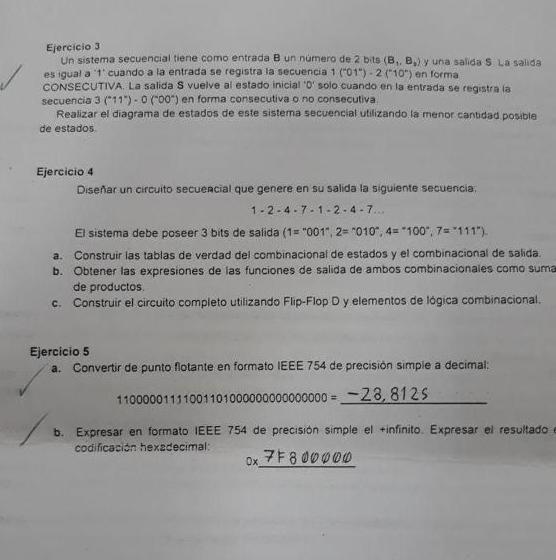 Ejercicio 3
Un sistema secuencial tiene como entrada B un número de 2 bits (B₁, B₀) y una salida S. La salida
es igual a '1' cuando a la entrada se registra la secuencia 1 ("01") - 2 ("10") en forma
CONSECUTIVA. La salida S vuelve al estado inicial '0' solo cuando en la entrada se registra la
secuencia 3 ("11") - 0 ("00") en forma consecutiva o no consecutiva.
Realizar el diagrama de estados de este sistema secuencial utilizando la menor cantidad posible
de estados.
Ejercicio 4
Diseñar un circuito secuencial que genere en su salida la siguiente secuencia:
1 - 2 - 4 - 7 - 1 - 2 - 4 - 7...
El sistema debe poseer 3 bits de salida (1= "001", 2= "010", 4= "100", 7= "111").
a. Construir las tablas de verdad del combinacional de estados y el combinacional de salida.
b. Obtener las expresiones de las funciones de salida de ambos combinacionales como suma
de productos.
c. Construir el circuito completo utilizando Flip-Flop D y elementos de lógica combinacional.
Ejercicio 5
a. Convertir de punto flotante en formato IEEE 754 de precisión simple a decimal:
11000001111001101000000000000000 = -28,8125
b. Expresar en formato IEEE 754 de precisión simple el +infinito. Expresar el resultado
codificación hexadecimal:
0x 7F800000